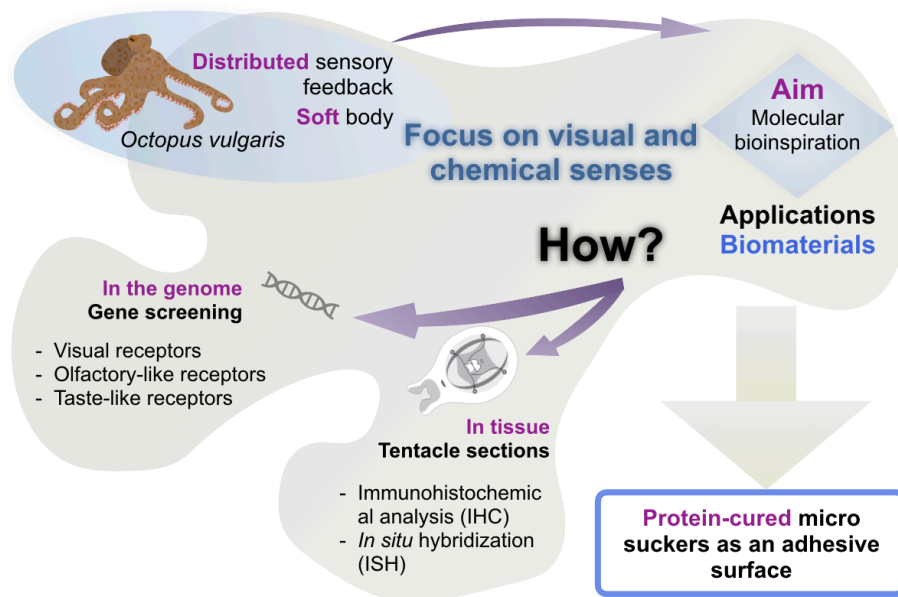 Distributed sensory
feedback
Soft body
Octopus vulgaris
Focus on visual and
chemical senses
Aim
Molecular
bioinspiration
Applications
Biomaterials
How?
In the genome
Gene screening
- Visual receptors
- Olfactory-like receptors
- Taste-like receptors
In tissue
Tentacle sections
- Immunohistochemic
al analysis (IHC)
- In situ hybridization
(ISH)
Protein-cured micro
suckers as an adhesive
surface